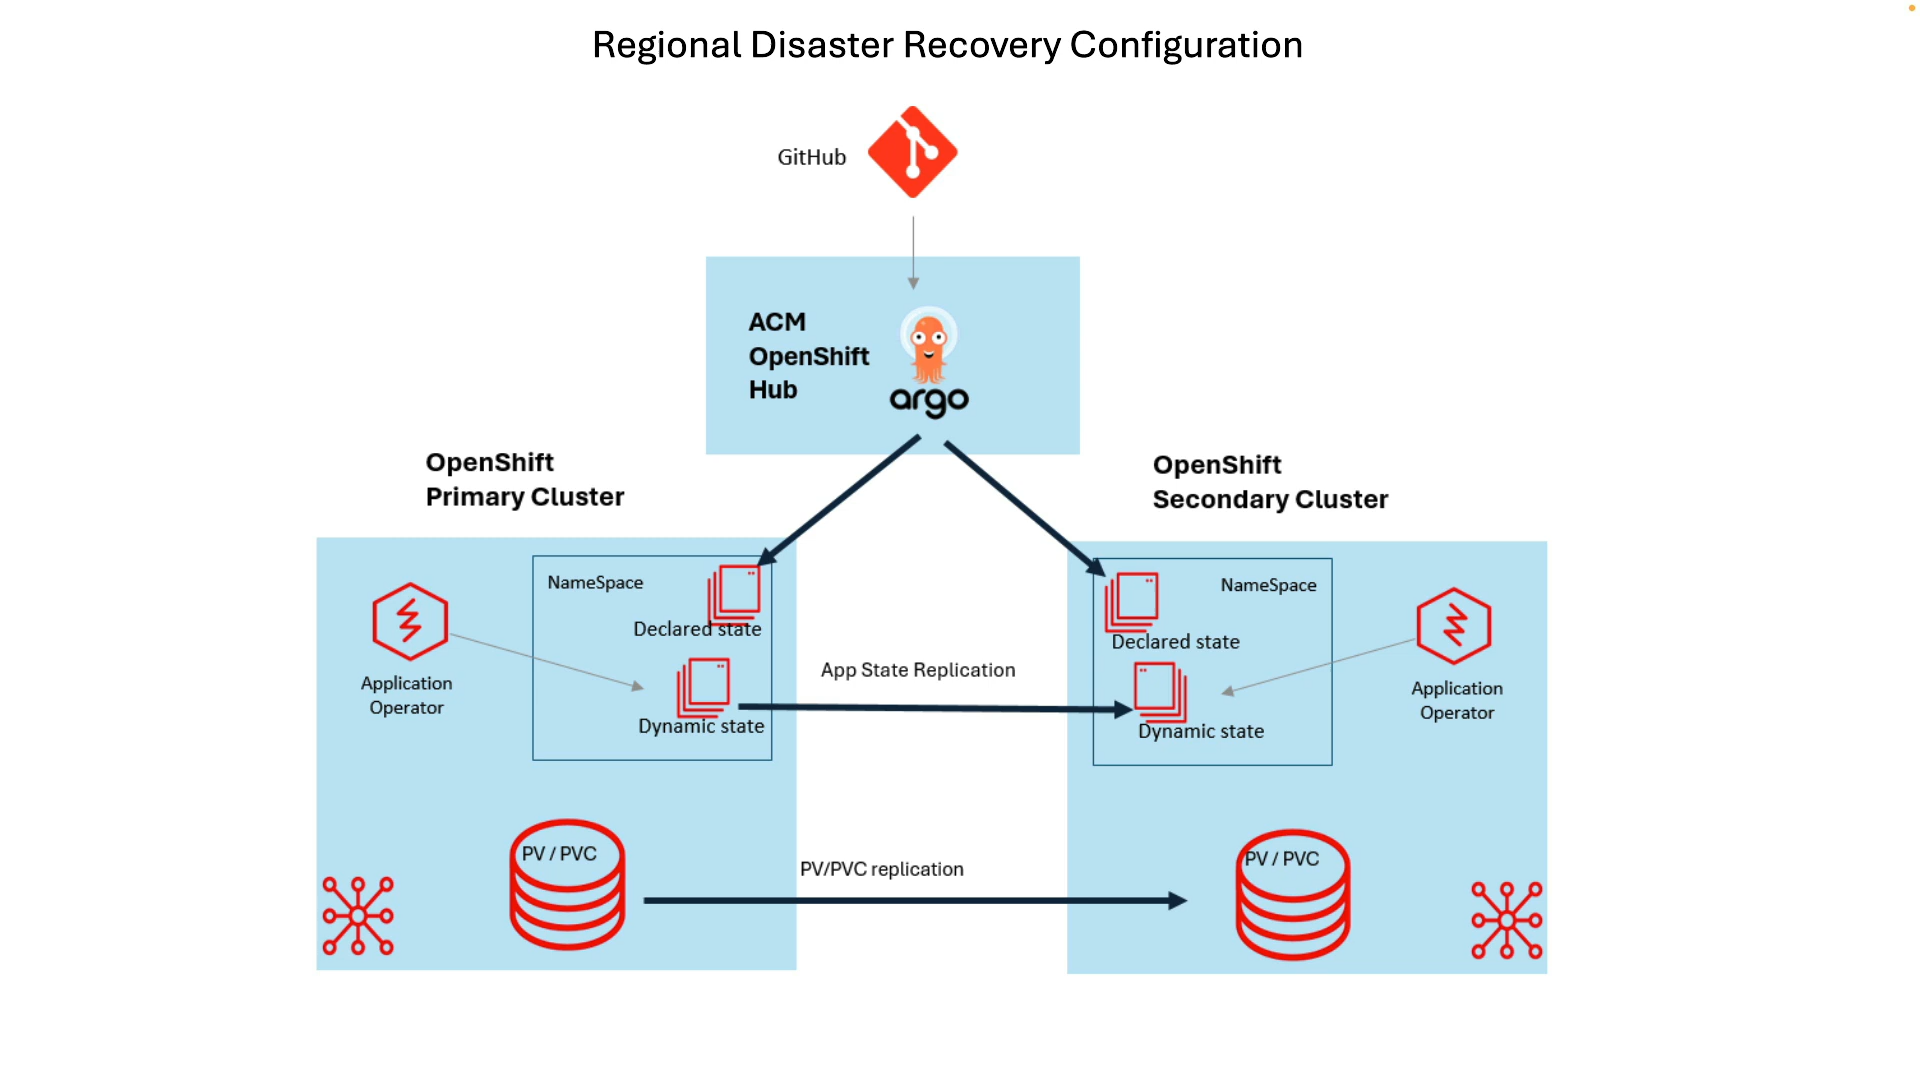 Regional Disaster Recovery Configuration
GitHub
ACM
OpenShift
Hub
argo
OpenShift
Primary Cluster
OpenShift
Secondary Cluster
NameSpace
Declared state
Application
Operator
Dynamic state
App State Replication
NameSpace
Declared state
Dynamic state
Application
Operator
PV / PVC
PV/PVC replication
PV / PVC